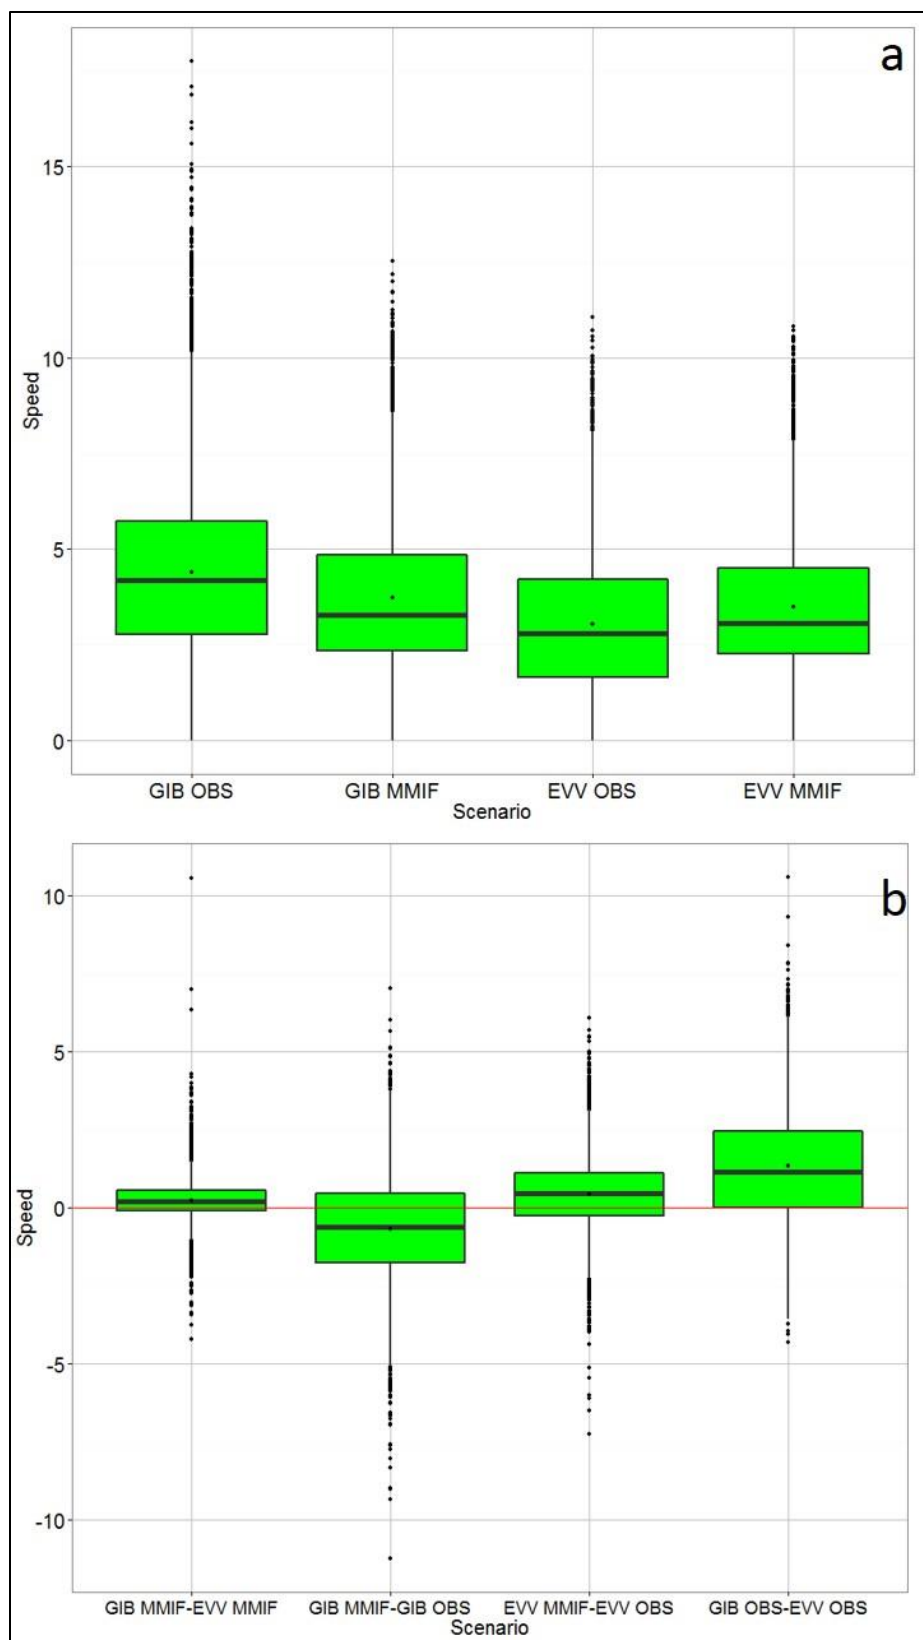 a
15
10
5
0
Speed
GIB OBS GIB MMIF EVV OBS EVV MMIF
Scenario
b
10
5
0
-5
-10
Speed
GIB MMIF-EVV MMIF GIB MMIF-GIB OBS EVV MMIF-EVV OBS GIB OBS-EVV OBS
Scenario